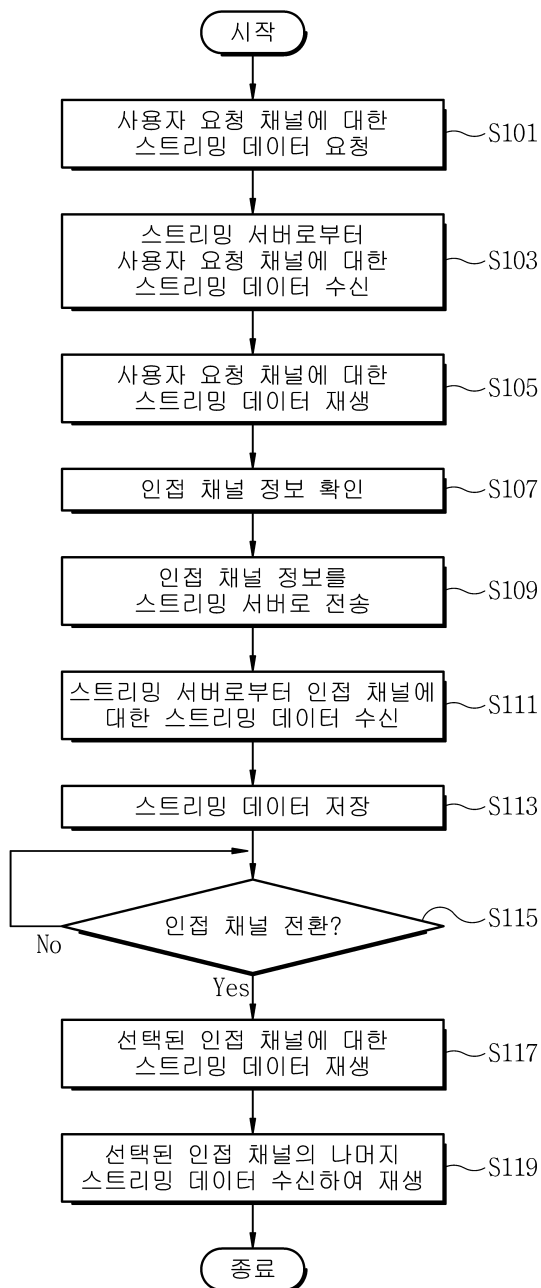 시작
사용자 요청 채널에 대한
스트리밍 데이터 요청
S101
스트리밍 서버로부터
사용자 요청 채널에 대한
스트리밍 데이터 수신
S103
사용자 요청 채널에 대한
스트리밍 데이터 재생
S105
인접 채널 정보 확인
S107
인접 채널 정보를
스트리밍 서버로 전송
S109
스트리밍 서버로부터 인접 채널에
대한 스트리밍 데이터 수신
S111
스트리밍 데이터 저장
S113
인접 채널 전환?
S115
No
Yes
선택된 인접 채널에 대한
스트리밍 데이터 재생
S117
선택된 인접 채널의 나머지
스트리밍 데이터 수신하여 재생
S119
종료